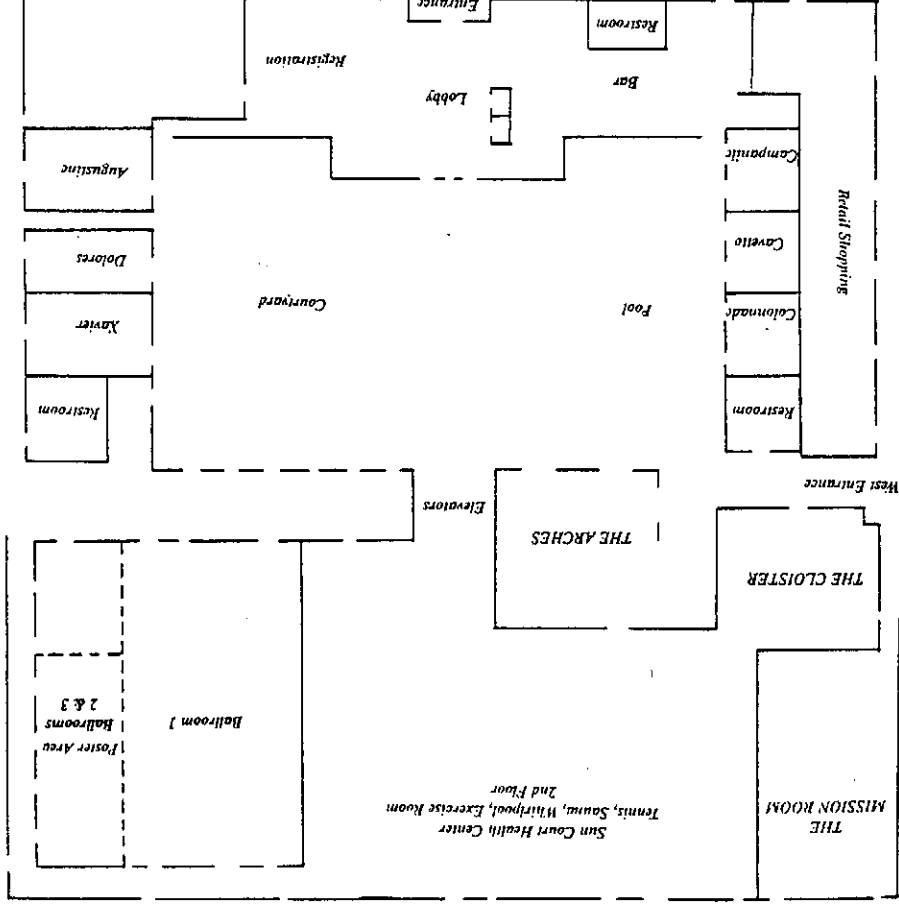 THE
MISSION ROOM
Sun Court Health Center
Tennis, Sauna, Whirlpool, Exercise Room
2nd Floor
Ballroom 1
Poster Area
Ballrooms
2 & 3
THE CLOISTER
THE ARCHES
Elevators
West Entrance
Restroom
Restroom
Colonnade
Pool
Courtyard
Xavier
Retail Shopping
Cavetto
Dolores
Campanile
Augustine
Bar
Lobby
Registration
Restroom
Entrance